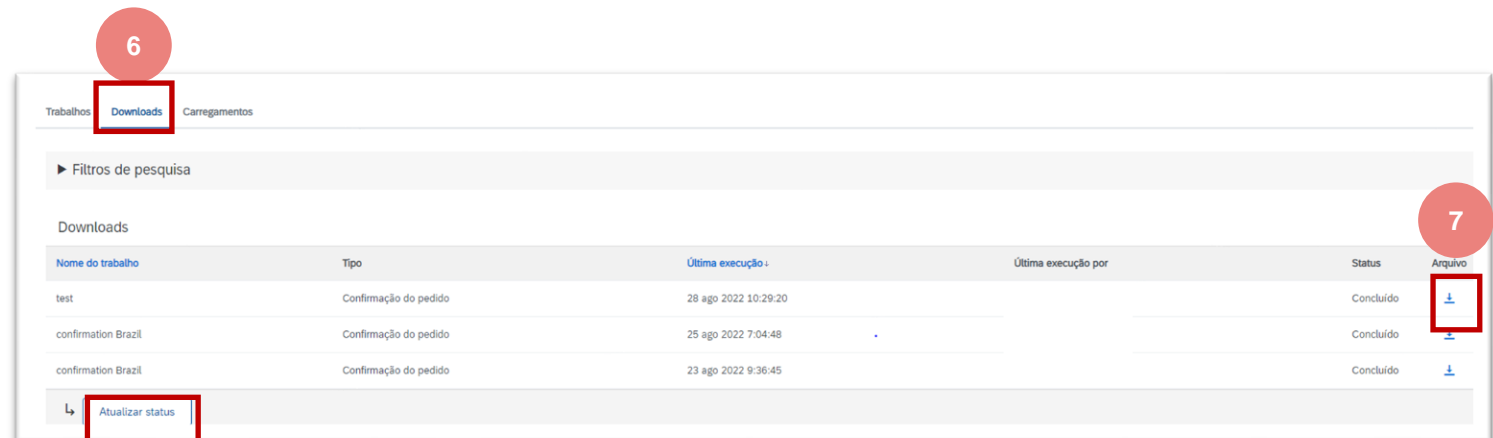 6
Trabalhos Downloads Carregamentos
Filtros de pesquisa
7
Downloads
Nome do trabalho Tipo Última execução↓ Última execução por Status Arquivo
test Confirmação do pedido 28 ago 2022 10:29:20 Concluído
confirmation Brazil Confirmação do pedido 25 ago 2022 7:04:48 Concluído
confirmation Brazil Confirmação do pedido 23 ago 2022 9:36:45 Concluído
Atualizar status